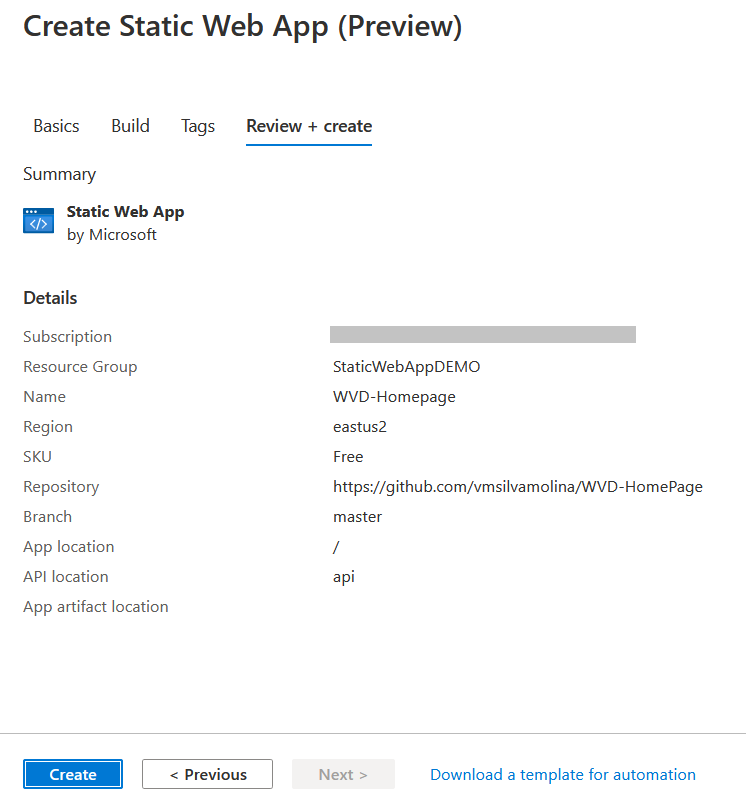 Create Static Web App (Preview)
Basics Build Tags Review + create
Summary
Static Web App
by Microsoft
Details
Subscription
Resource Group StaticWebAppDEMO
Name WVD-Homepage
Region eastus2
SKU Free
Repository https://github.com/vmsilvamolina/WVD-HomePage
Branch master
App location /
API location api
App artifact location
Create < Previous Next > Download a template for automation